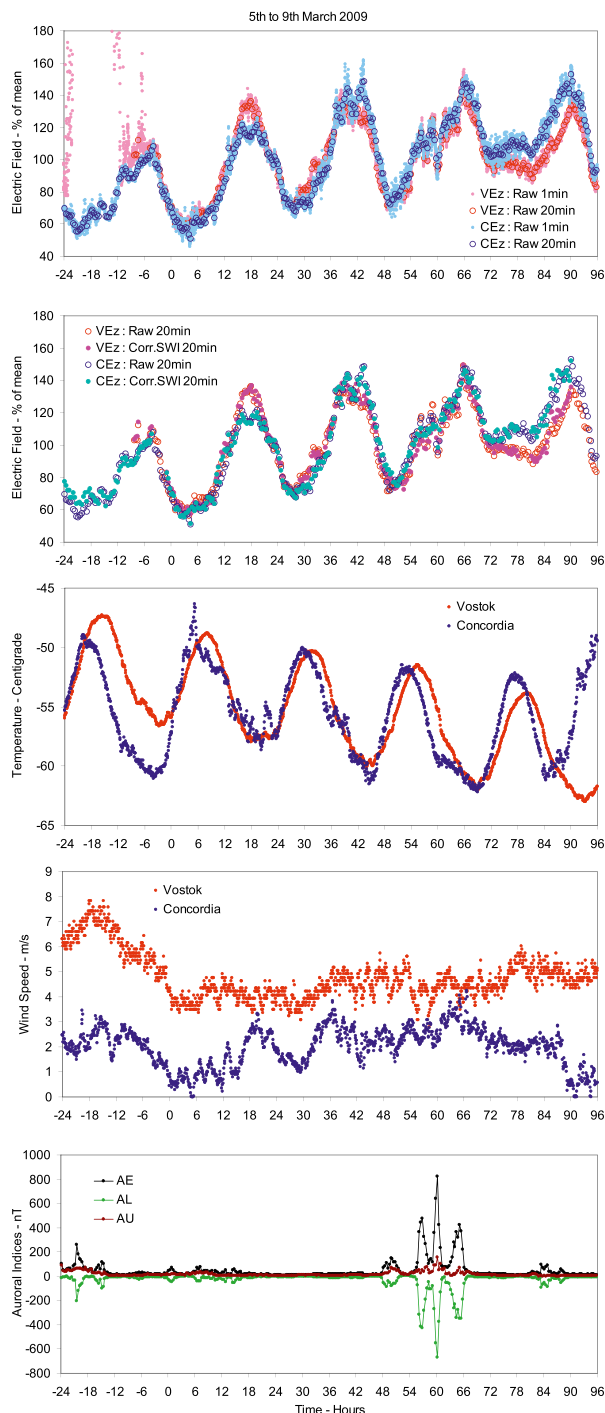 5th to 9th March 2009
180
160
140
120
100
80
60
40
Electric Field - % of mean
VEz : Raw 1min
VEz : Raw 20min
CEz : Raw 1min
CEz : Raw 20min
-24 -18 -12 -6 0 6 12 18 24 30 36 42 48 54 60 66 72 78 84 90 96
180
160
140
120
100
80
60
40
Electric Field - % of mean
VEz : Raw 20min
VEz : Corr.SWI 20min
CEz : Raw 20min
CEz : Corr.SWI 20min
-24 -18 -12 -6 0 6 12 18 24 30 36 42 48 54 60 66 72 78 84 90 96
-45
-50
-55
-60
-65
Temperature - Centigrade
Vostok
Concordia
-24 -18 -12 -6 0 6 12 18 24 30 36 42 48 54 60 66 72 78 84 90 96
9
8
7
6
5
4
3
2
1
0
Wind Speed - m/s
Vostok
Concordia
-24 -18 -12 -6 0 6 12 18 24 30 36 42 48 54 60 66 72 78 84 90 96
1000
800
600
400
200
0
-200
-400
-600
-800
Auroral Indices - nT
AE
AL
AU
-24 -18 -12 -6 0 6 12 18 24 30 36 42 48 54 60 66 72 78 84 90 96
Time - Hours